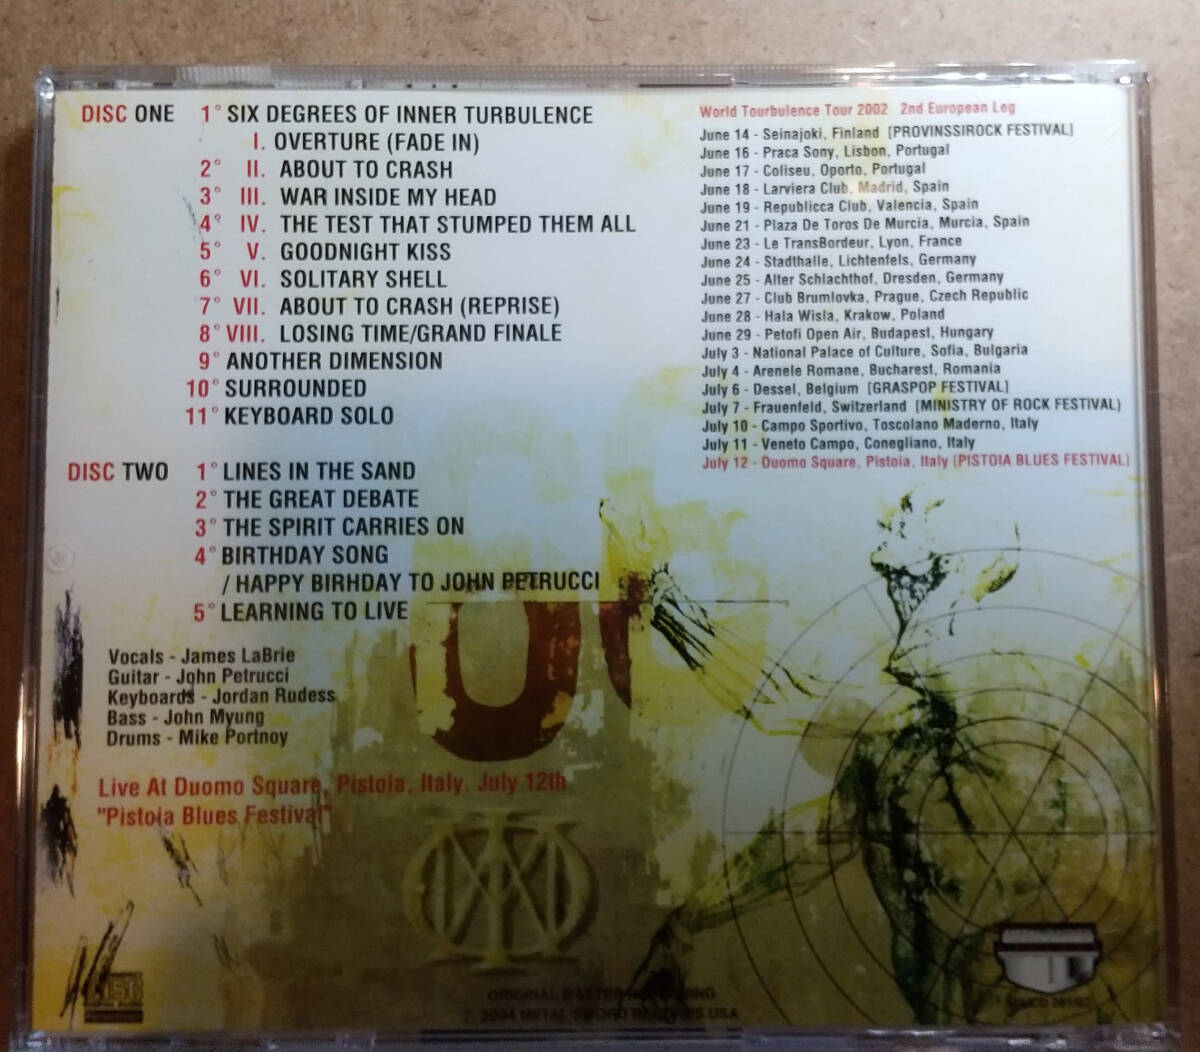 DISC ONE 1° SIX DEGREES OF INNER TURBULENCE
I. OVERTURE (FADE IN)
2° II. ABOUT TO CRASH
3° III. WAR INSIDE MY HEAD
4° IV. THE TEST THAT STUMPED THEM ALL
5° V. GOODNIGHT KISS
6° VI. SOLITARY SHELL
7° VII. ABOUT TO CRASH (REPRISE)
8° VIII. LOSING TIME/GRAND FINALE
9° ANOTHER DIMENSION
10° SURROUNDED
11° KEYBOARD SOLO
DISC TWO 1° LINES IN THE SAND
2° THE GREAT DEBATE
3° THE SPIRIT CARRIES ON
4° BIRTHDAY SONG
/ HAPPY BIRHDAY TO JOHN PETRUCCI
5° LEARNING TO LIVE
Vocals - James LaBrie
Guitar - John Petrucci
Keyboards - Jordan Rudess
Bass - John Myung
Drums - Mike Portnoy
Live At Duomo Square, Pistoia, Italy. July 12th
"Pistoia Blues Festival"
World Tourbulence Tour 2002 2nd European Leg
June 14 - Seinajoki, Finland [PROVINSSIROCK FESTIVAL]
June 16 - Praca Sony, Lisbon, Portugal
June 17 - Coliseu, Oporto, Portugal
June 18 - Larviera Club, Madrid, Spain
June 19 - Republicca Club, Valencia, Spain
June 21 - Plaza De Toros De Murcia, Murcia, Spain
June 23 - Le TransBordeur, Lyon, France
June 24 - Stadthalle, Lichtenfels, Germany
June 25 - Alter Schlachthof, Dresden, Germany
June 27 - Club Brumlovka, Prague, Czech Republic
June 28 - Hala Wisla, Krakow, Poland
June 29 - Petofi Open Air, Budapest, Hungary
July 3 - National Palace of Culture, Sofia, Bulgaria
July 4 - Arenele Romane, Bucharest, Romania
July 6 - Dessel, Belgium [GRASPOP FESTIVAL]
July 7 - Frauenfeld, Switzerland [MINISTRY OF ROCK FESTIVAL)
July 10 - Campo Sportivo, Toscolano Maderno, Italy
July 11 - Veneto Campo, Conegliano, Italy
July 12 - Duomo Square, Pistoia, Italy [PISTOIA BLUES FESTIVAL]
ORIGINAL MASTER
2004 METAL SWORD RECORDS USA